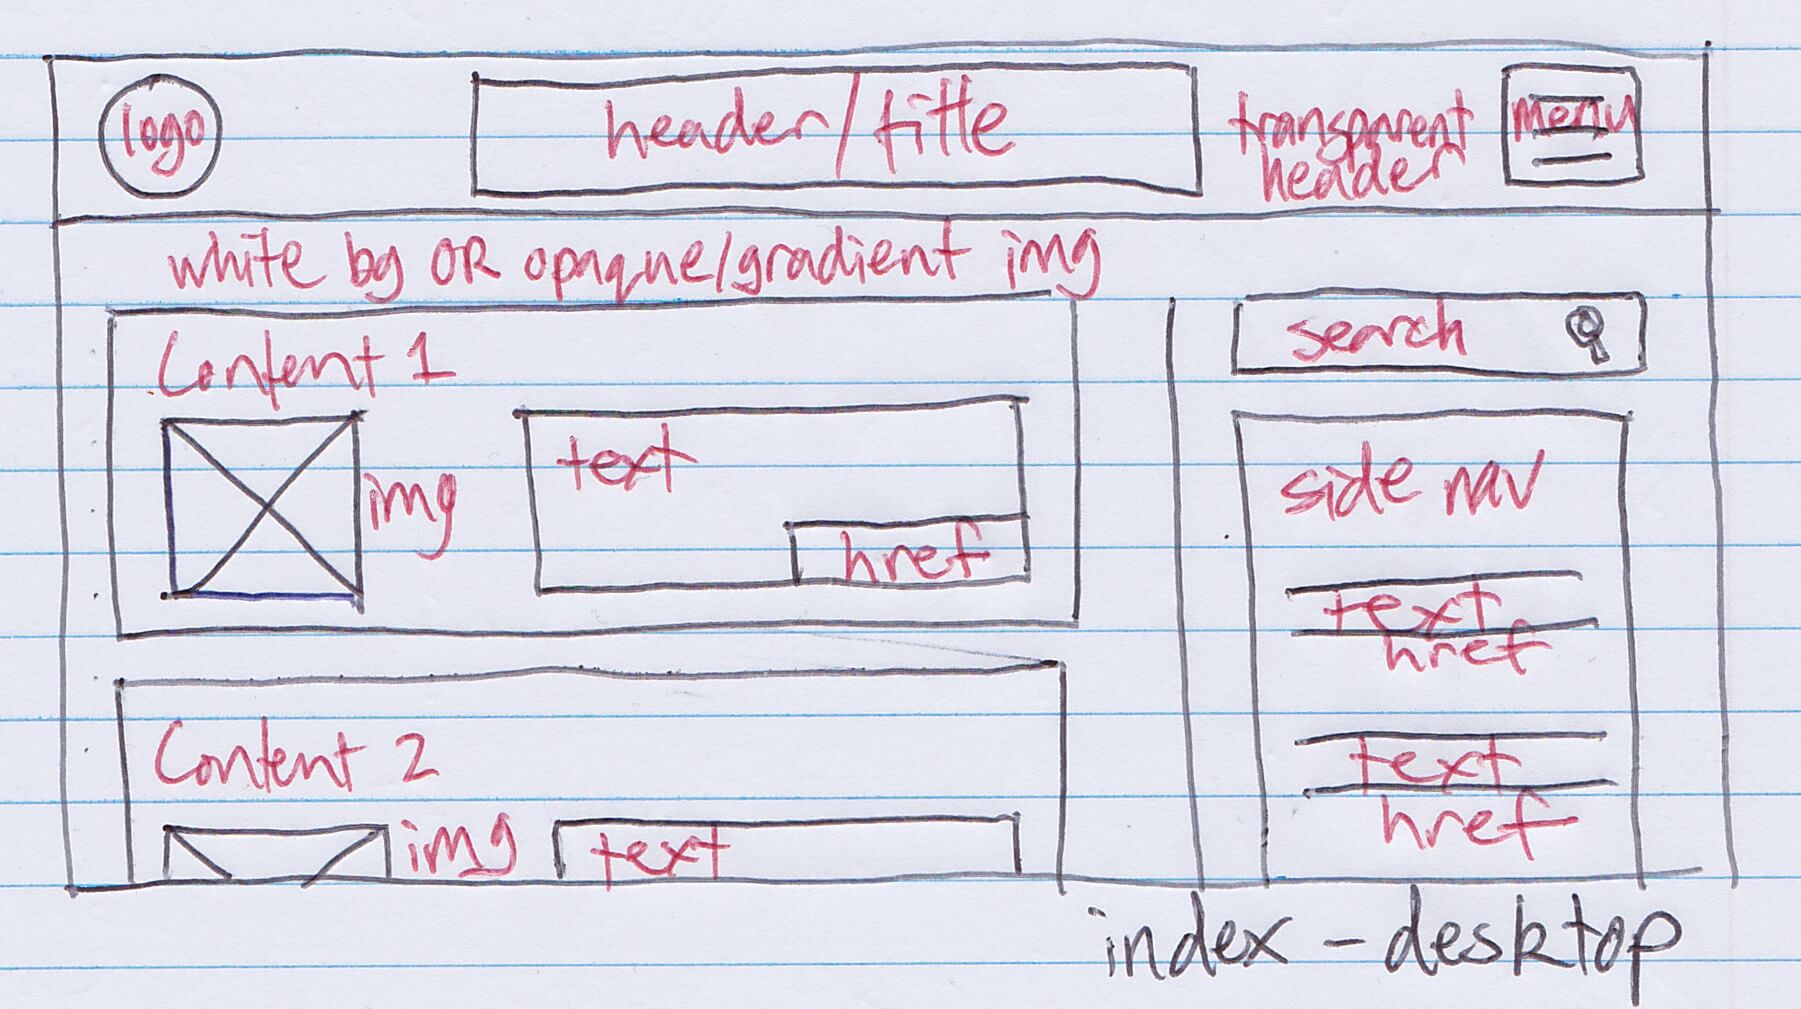 logo
header/title
transparent
header
menu
white bg OR opaque/gradient img
Content 1
img
text
href
search
side nav
text
href
text
href
Content 2
img
text
index - desktop